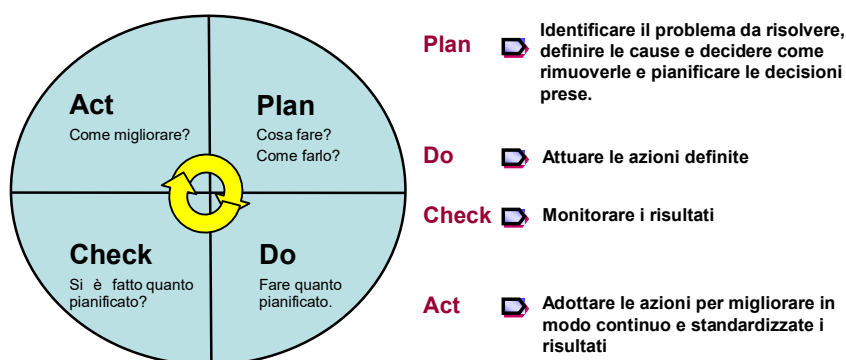 Act
Come migliorare?
Plan
Cosa fare?
Come farlo?
Check
Si è fatto quanto
pianificato?
Do
Fare quanto
pianificato.
Plan
Identificare il problema da risolvere,
definire le cause e decidere come
rimuoverle e pianificare le decisioni
prese.
Do
Attuare le azioni definite
Check
Monitorare i risultati
Act
Adottare le azioni per migliorare in
modo continuo e standardizzate i
risultati